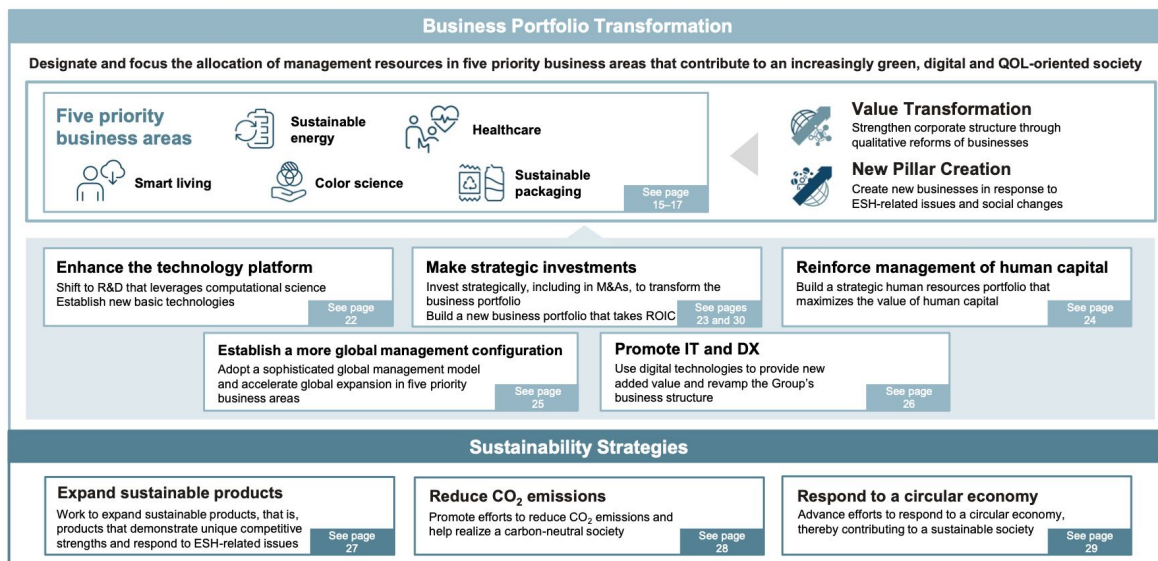 Business Portfolio Transformation
Designate and focus the allocation of management resources in five priority business areas that contribute to an increasingly green, digital and QOL-oriented society
Five priority
business areas
Sustainable
energy
Healthcare
Smart living
Color science
Sustainable
packaging
See page
15–17
Value Transformation
Strengthen corporate structure through
qualitative reforms of businesses
New Pillar Creation
Create new businesses in response to
ESH-related issues and social changes
Enhance the technology platform
Shift to R&D that leverages computational science
Establish new basic technologies
See page
22
Make strategic investments
Invest strategically, including in M&As, to transform the
business portfolio
Build a new business portfolio that takes ROIC
See pages
23 and 30
Reinforce management of human capital
Build a strategic human resources portfolio that
maximizes the value of human capital
See page
24
Establish a more global management configuration
Adopt a sophisticated global management model
and accelerate global expansion in five priority
business areas
See page
25
Promote IT and DX
Use digital technologies to provide new
added value and revamp the Group's
business structure
See page
26
Sustainability Strategies
Expand sustainable products
Work to expand sustainable products, that is,
products that demonstrate unique competitive
strengths and respond to ESH-related issues
See page
27
Reduce CO₂ emissions
Promote efforts to reduce CO₂ emissions and
help realize a carbon-neutral society
See page
28
Respond to a circular economy
Advance efforts to respond to a circular economy,
thereby contributing to a sustainable society
See page
29